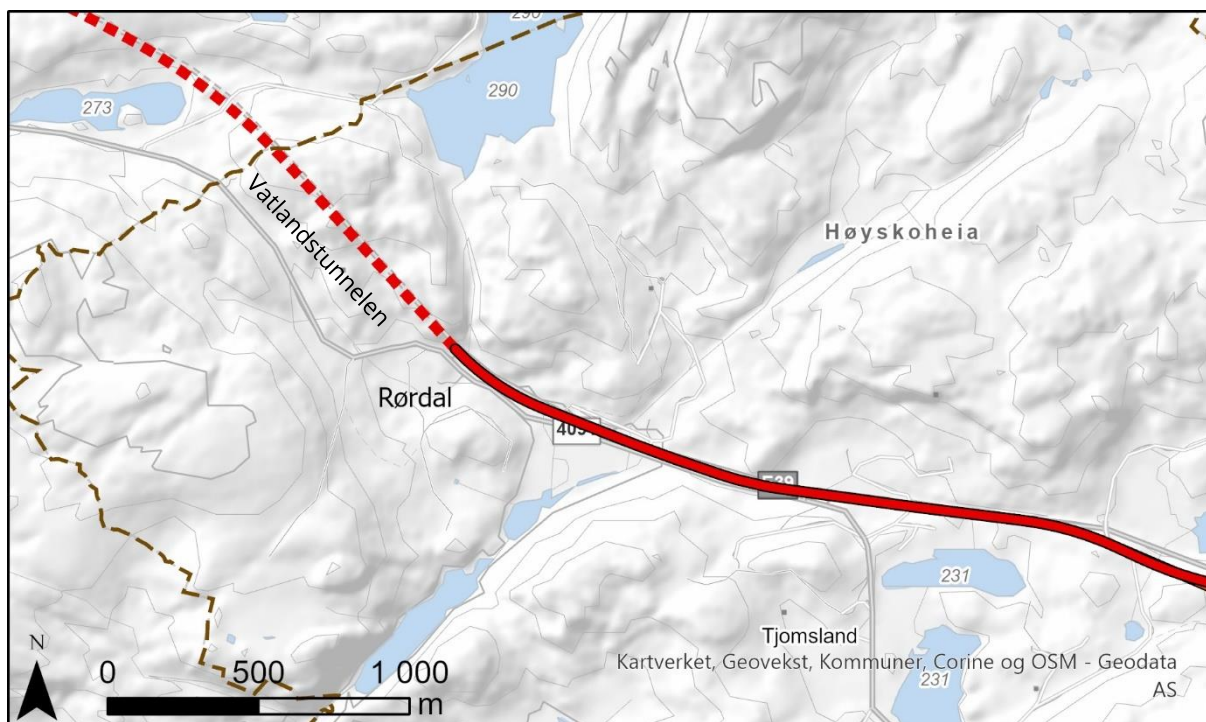 290
290
273
Vatlandstunnelen
Høyskoheia
Rørdal
E39
231
Tjomsland
231
N
0 500 1 000
m
Kartverket, Geovekst, Kommuner, Corine og OSM - Geodata
AS